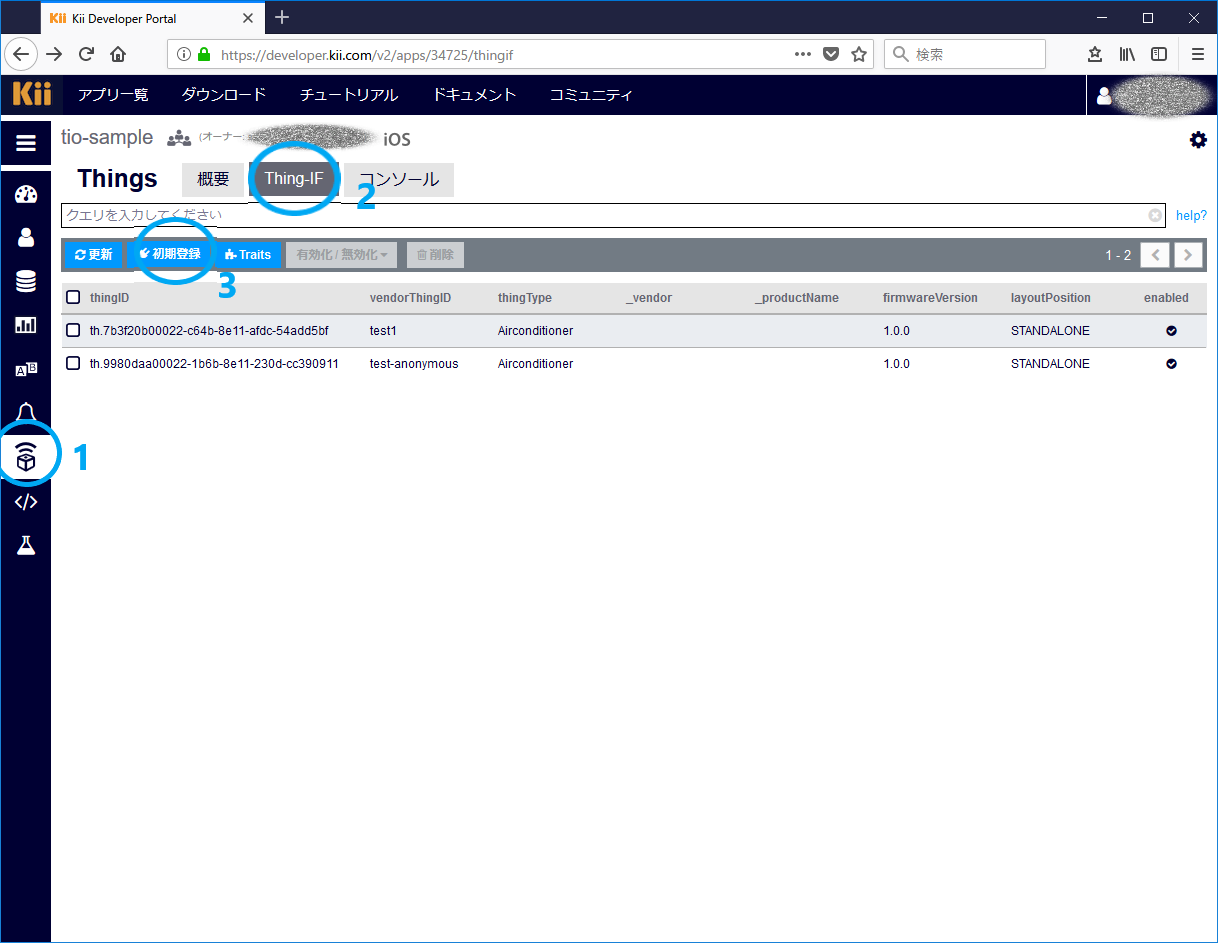 Kii Kii Developer Portal
https://developer.kii.com/v2/apps/34725/thingif
検索
Kii アプリ一覧 ダウンロード チュートリアル ドキュメント コミュニティ
tio-sample (オーナー: iOS
Things 概要 Thing-IF コンソール
2
クエリを入力してください help?
更新 初期登録 Traits 有効化 / 無効化 削除 1 - 2
3
thingID vendorThingID thingType _vendor _productName firmwareVersion layoutPosition enabled
th.7b3f20b00022-c64b-8e11-afdc-54add5bf test1 Airconditioner 1.0.0 STANDALONE
th.9980daa00022-1b6b-8e11-230d-cc390911 test-anonymous Airconditioner 1.0.0 STANDALONE
A B
1